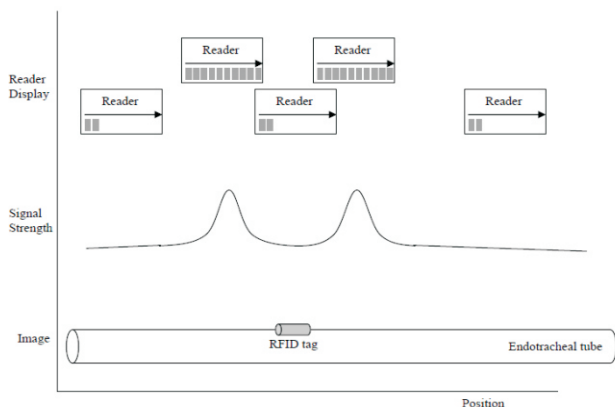 Reader
Reader
Reader
Display
Reader
Reader
Reader
Signal
Strength
Image
RFID tag
Endotracheal tube
Position